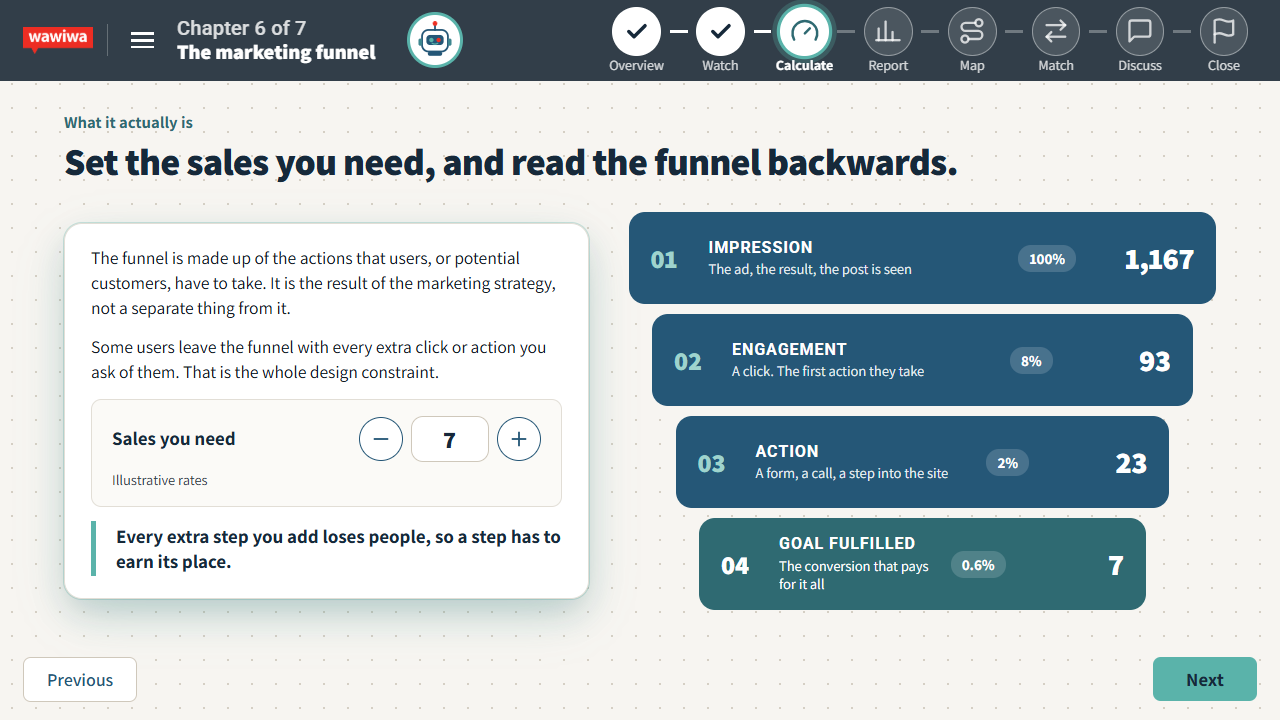 wawiwa
Chapter 6 of 7
The marketing funnel
Overview
Watch
Calculate
Report
Map
Match
Discuss
Close
What it actually is
Set the sales you need, and read the funnel backwards.
The funnel is made up of the actions that users, or potential
customers, have to take. It is the result of the marketing strategy,
not a separate thing from it.
Some users leave the funnel with every extra click or action you
ask of them. That is the whole design constraint.
Sales you need
7
Illustrative rates
Every extra step you add loses people, so a step has to
earn its place.
01
IMPRESSION
The ad, the result, the post is seen
100%
1,167
02
ENGAGEMENT
A click. The first action they take
8%
93
03
ACTION
A form, a call, a step into the site
2%
23
04
GOAL FULFILLED
The conversion that pays
for it all
0.6%
7
Previous
Next